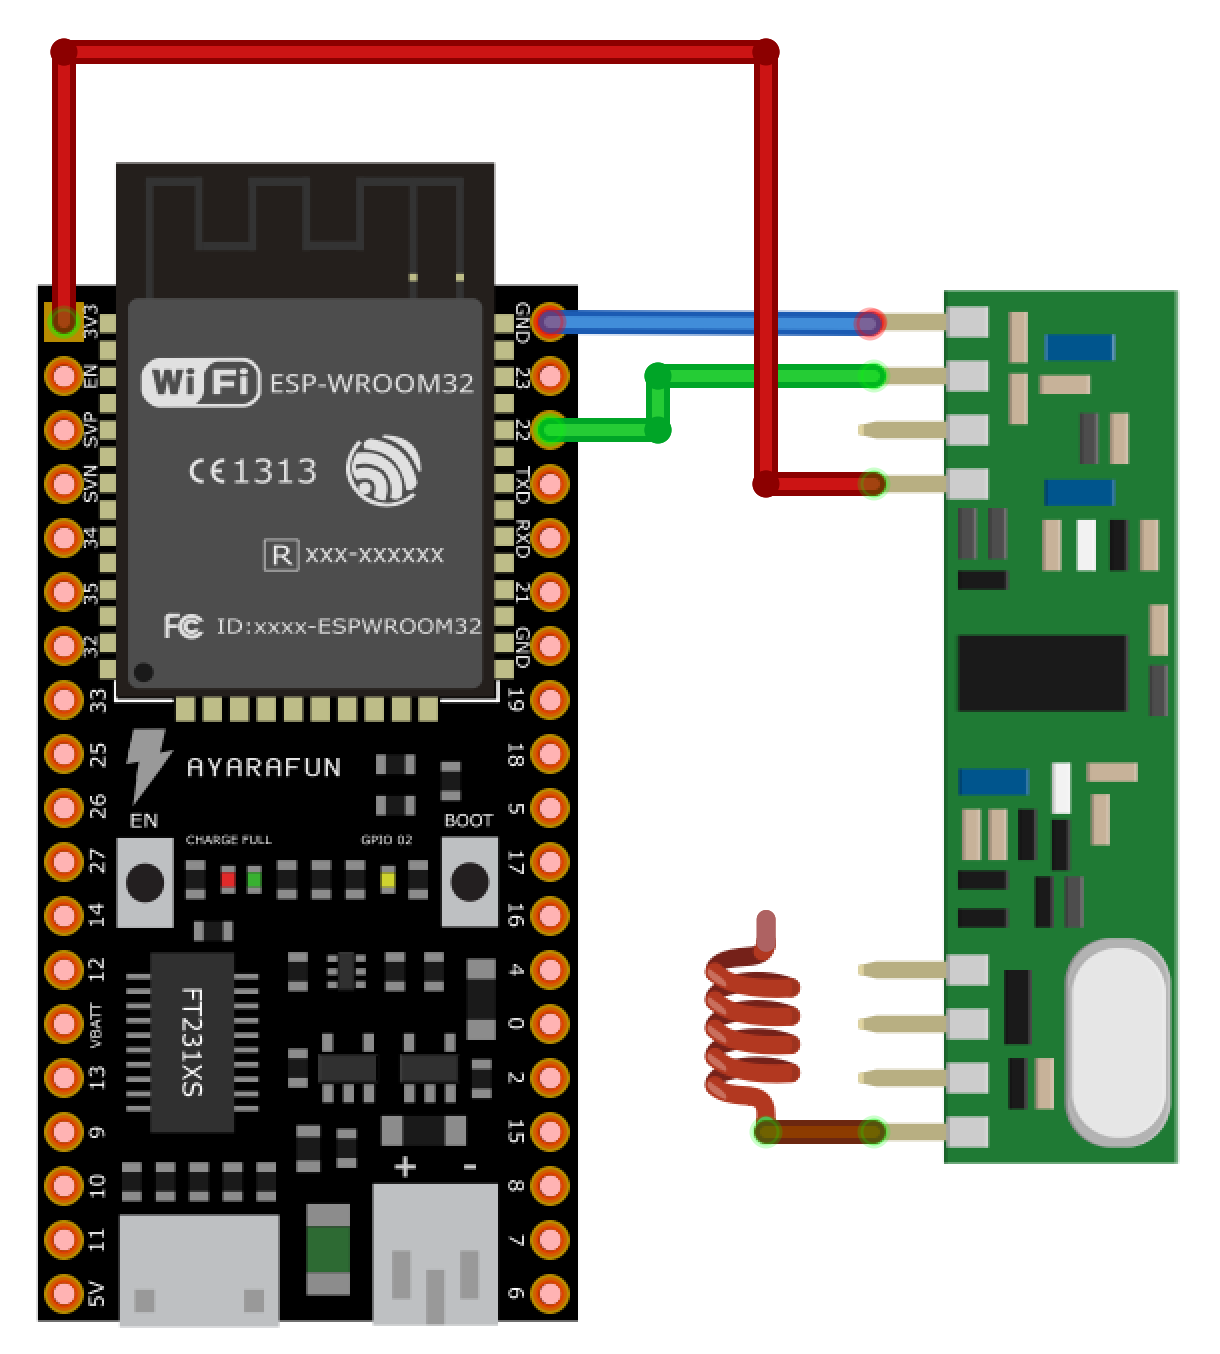 3V3
EN
SVP
SVN
34
35
32
33
25
26
27
14
12
VBATT
13
9
10
11
5V
WiFi ESP-WROOM32
CE1313
R xxx-xxxxxx
FC ID:xxxx-ESPWROOM32
AYARAFUN
EN
BOOT
CHARGE FULL
GPIO 02
FT231XS
+ -
GND
23
22
TXD
RXD
21
GND
19
18
5
17
16
4
0
2
15
8
7
6